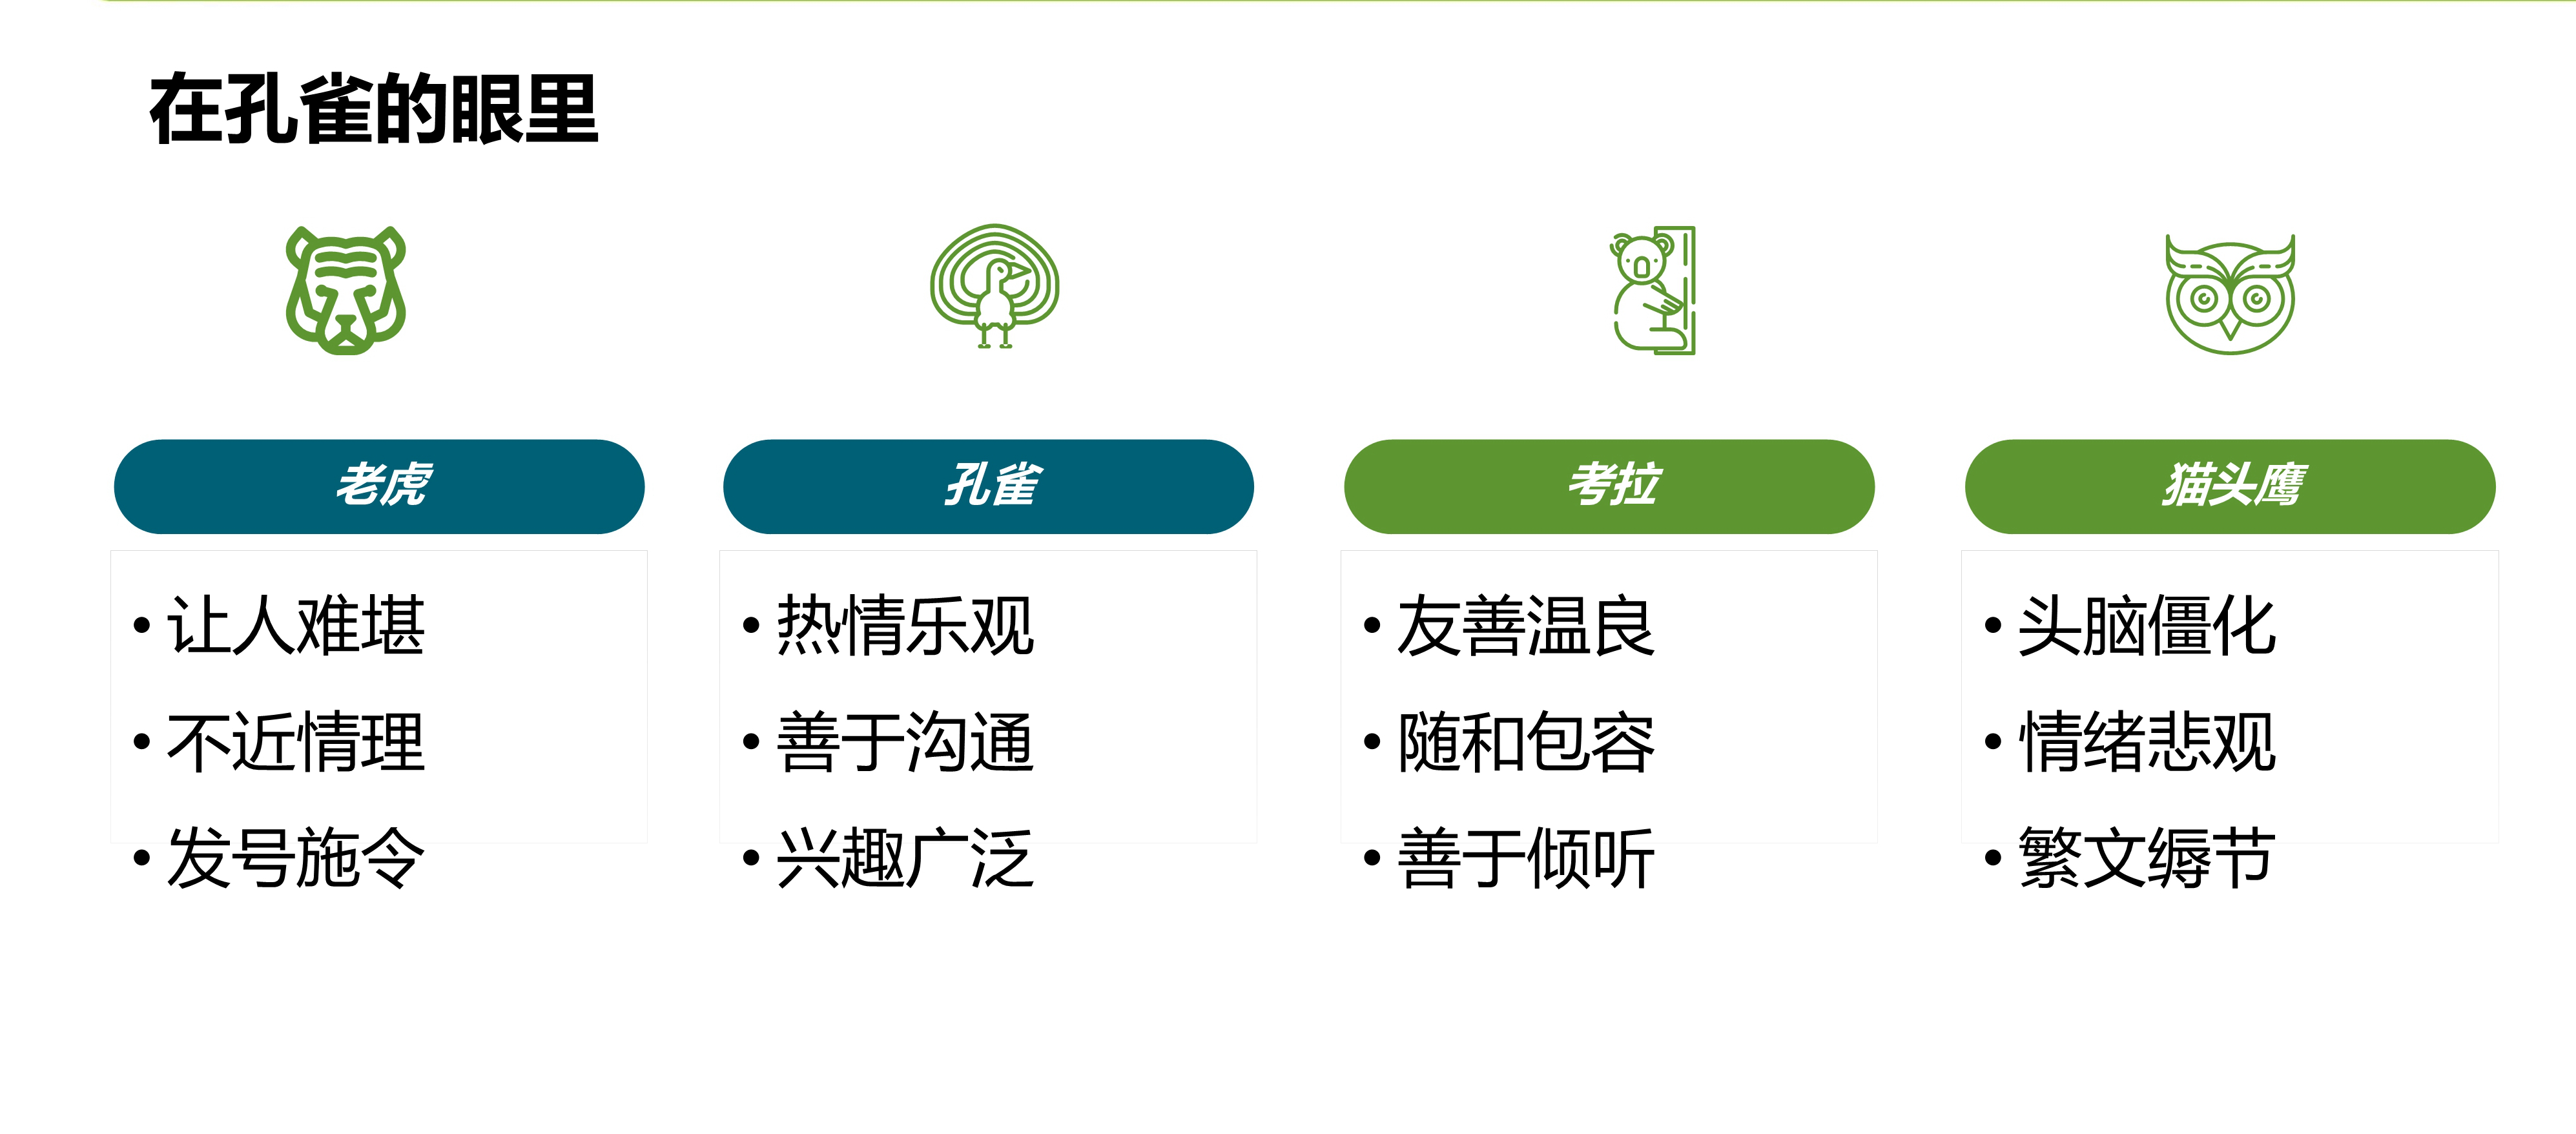 在孔雀的眼里
老虎
• 让人难堪
• 不近情理
• 发号施令
孔雀
• 热情乐观
• 善于沟通
• 兴趣广泛
考拉
• 友善温良
• 随和包容
• 善于倾听
猫头鹰
• 头脑僵化
• 情绪悲观
• 繁文缛节